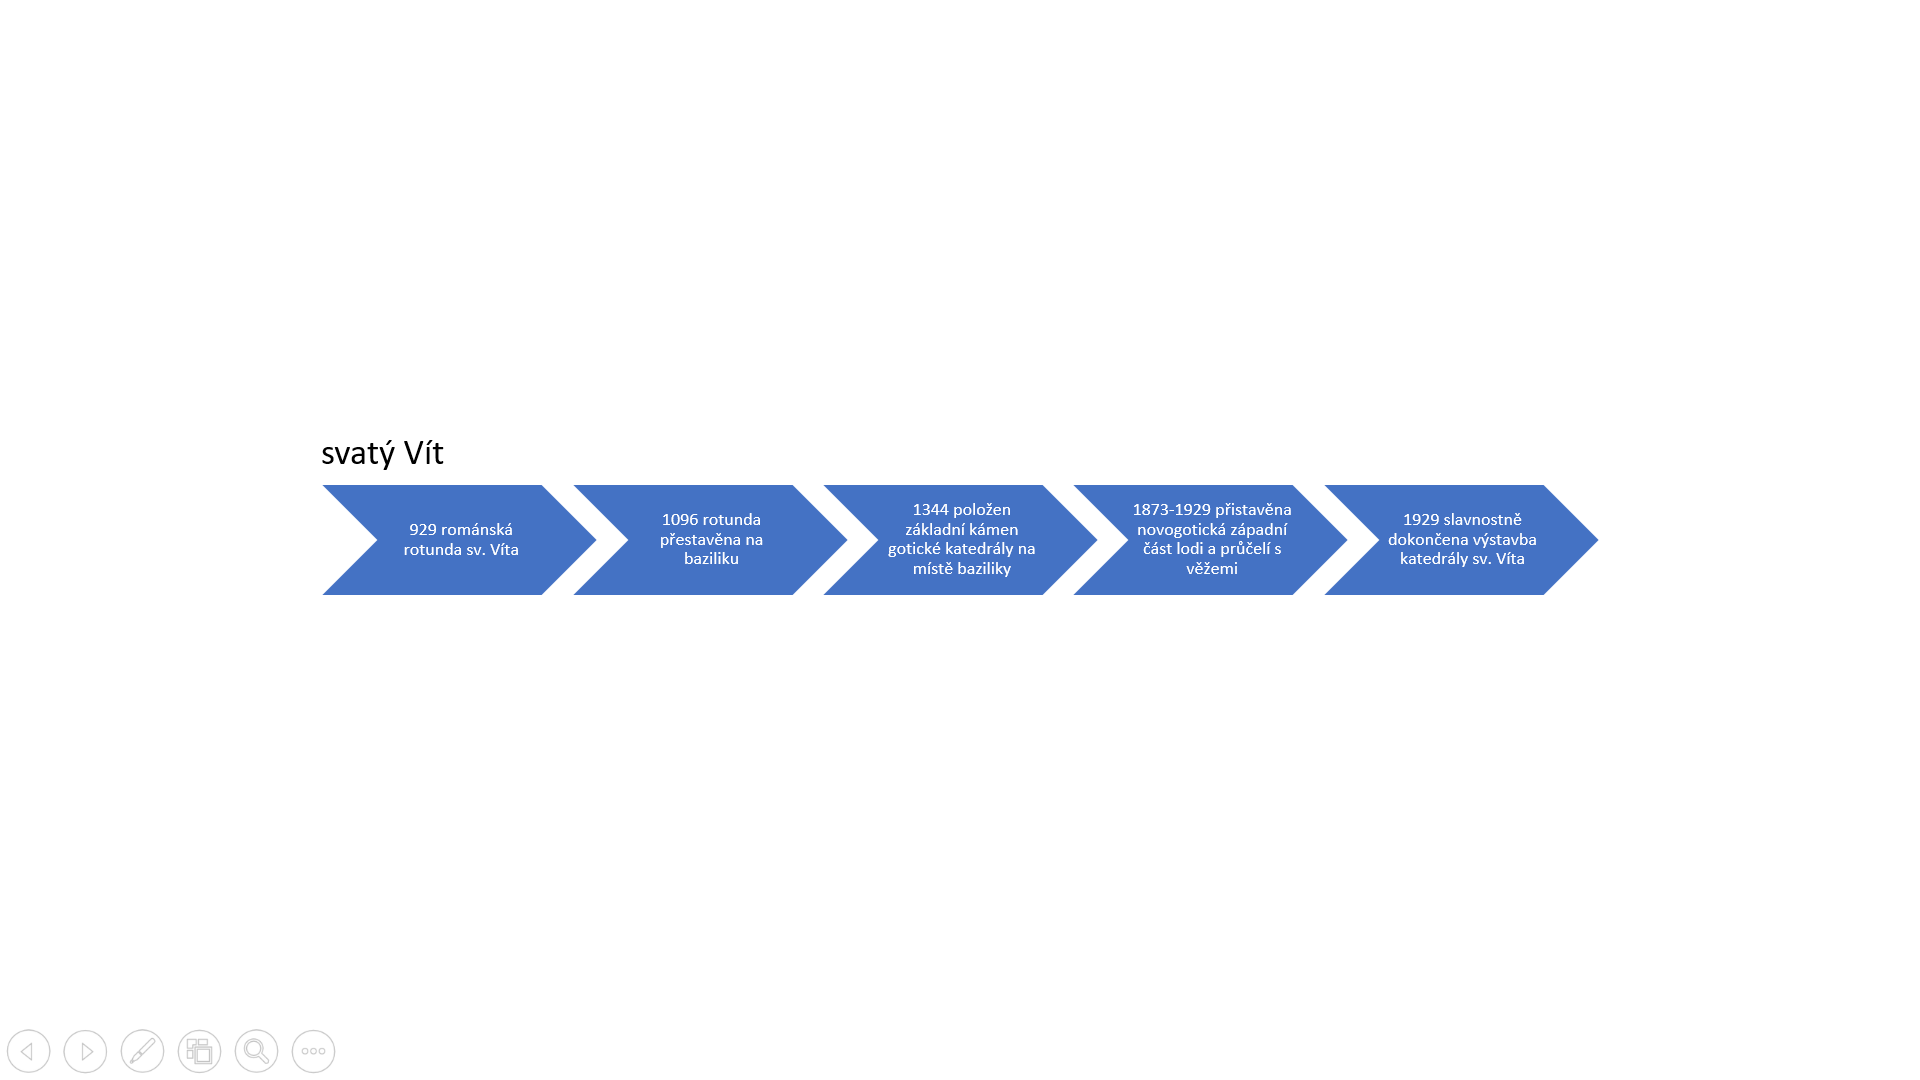 svatý Vít
929 románská
rotunda sv. Víta
1096 rotunda
přestavěna na
baziliku
1344 položen
základní kámen
gotické katedrály na
místě baziliky
1873-1929 přistavěna
novogotická západní
část lodi a průčelí s
věžemi
1929 slavnostně
dokončena výstavba
katedrály sv. Víta